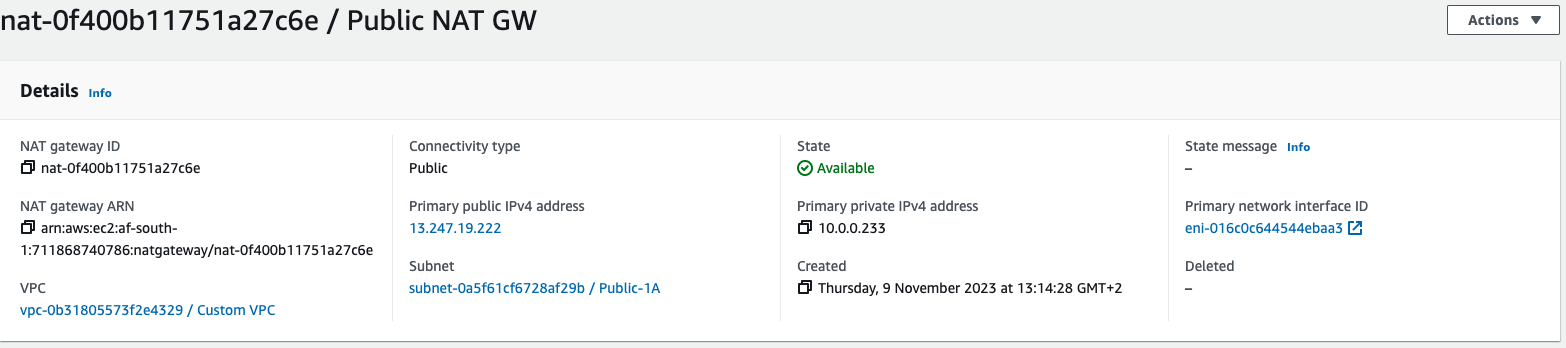 nat-0f400b11751a27c6e / Public NAT GW
Actions
Details Info
NAT gateway ID
nat-0f400b11751a27c6e
NAT gateway ARN
arn:aws:ec2:af-south-
1:711868740786:natgateway/nat-0f400b11751a27c6e
VPC
vpc-0b31805573f2e4329 / Custom VPC
Connectivity type
Public
Primary public IPv4 address
13.247.19.222
Subnet
subnet-0a5f61cf6728af29b / Public-1A
State
Available
Primary private IPv4 address
10.0.0.233
Created
Thursday, 9 November 2023 at 13:14:28 GMT+2
State message Info
–
Primary network interface ID
eni-016c0c644544ebaa3
Deleted
–